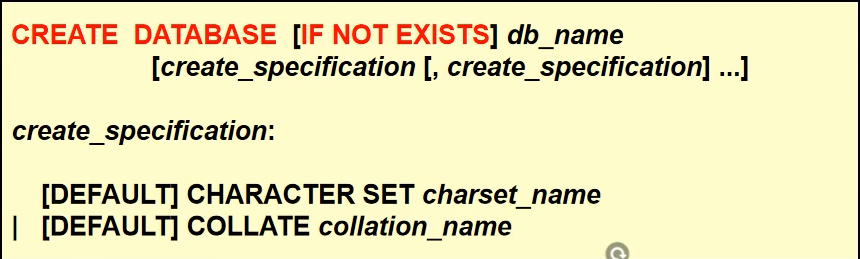 CREATE DATABASE [IF NOT EXISTS] db_name
[create_specification [, create_specification] ...]
create_specification:
[DEFAULT] CHARACTER SET charset_name
| [DEFAULT] COLLATE collation_name